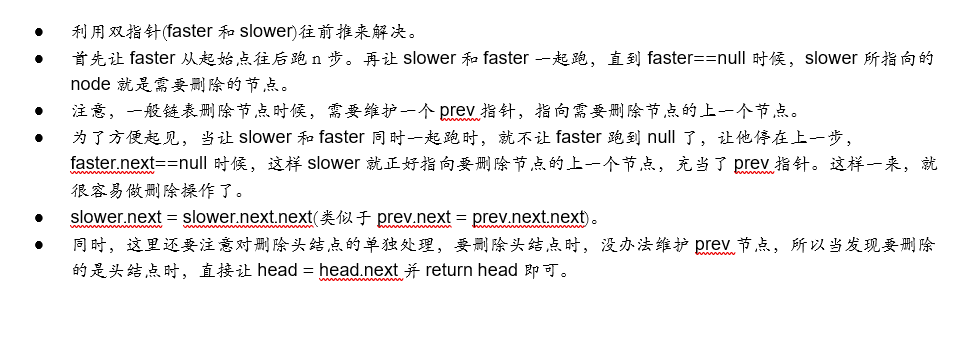 ● 利用双指针(faster 和 slower)往前推来解决。
● 首先让 faster 从起始点往后跑 n 步。再让 slower 和 faster 一起跑，直到 faster==null 时候，slower 所指向的
node 就是需要删除的节点。
● 注意，一般链表删除节点时候，需要维护一个 prev 指针，指向需要删除节点的上一个节点。
● 为了方便起见，当让 slower 和 faster 同时一起跑时，就不让 faster 跑到 null 了，让他停在上一步，
faster.next==null 时候，这样 slower 就正好指向要删除节点的上一个节点，充当了 prev 指针。这样一来，就
很容易做删除操作了。
● slower.next = slower.next.next(类似于 prev.next = prev.next.next)。
● 同时，这里还要注意对删除头结点的单独处理，要删除头结点时，没办法维护 prev 节点，所以当发现要删除
的是头结点时，直接让 head = head.next 并 return head 即可。